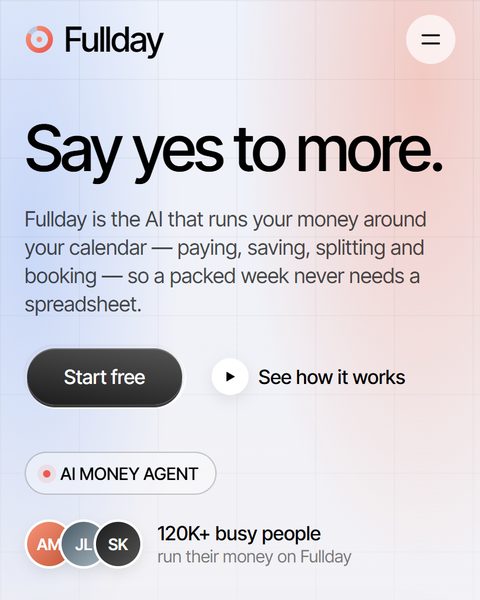 Fullday
Say yes to more.
Fullday is the AI that runs your money around
your calendar — paying, saving, splitting and
booking — so a packed week never needs a
spreadsheet.
Start free
See how it works
AI MONEY AGENT
AM JL SK
120K+ busy people
run their money on Fullday